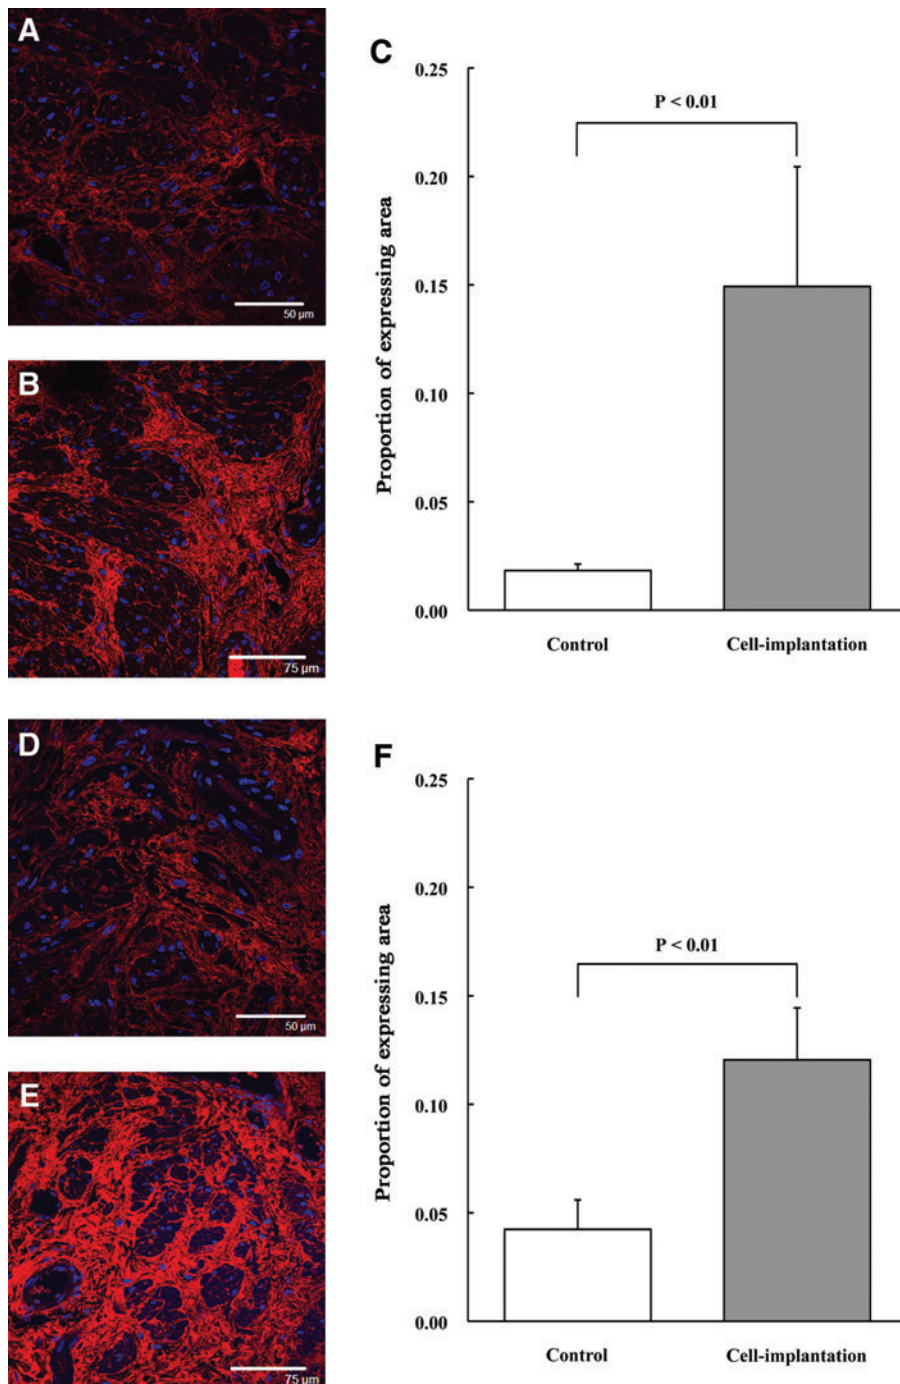 A
50 µm
B
75 µm
C
0.25
0.20
0.15
0.10
0.05
0.00
Proportion of expressing area
P < 0.01
Control
Cell-implantation
D
50 µm
E
75 µm
F
0.25
0.20
0.15
0.10
0.05
0.00
Proportion of expressing area
P < 0.01
Control
Cell-implantation